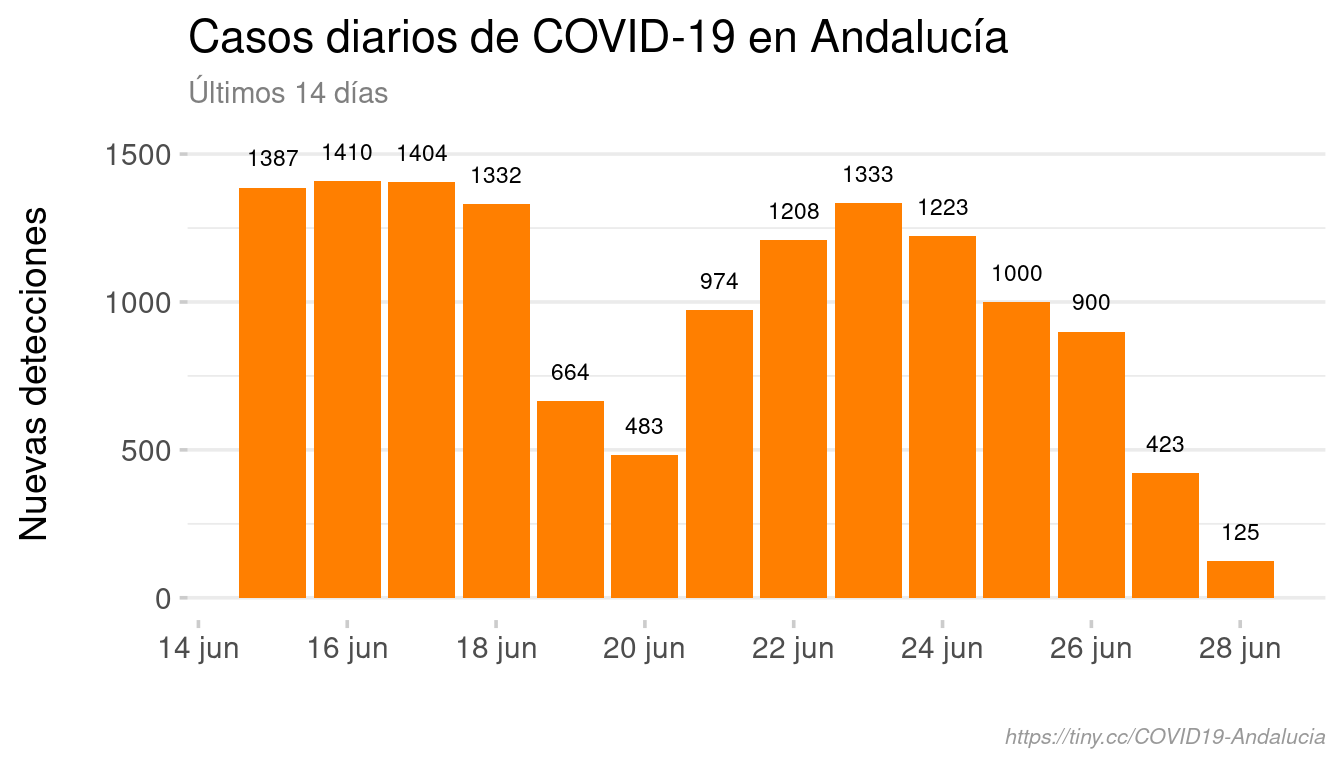 Casos diarios de COVID-19 en Andalucía
Últimos 14 días
Nuevas detecciones
1500
1000
500
0
1387
1410
1404
1332
664
483
974
1208
1333
1223
1000
900
423
125
14 jun
16 jun
18 jun
20 jun
22 jun
24 jun
26 jun
28 jun
https://tiny.cc/COVID19-Andalucia